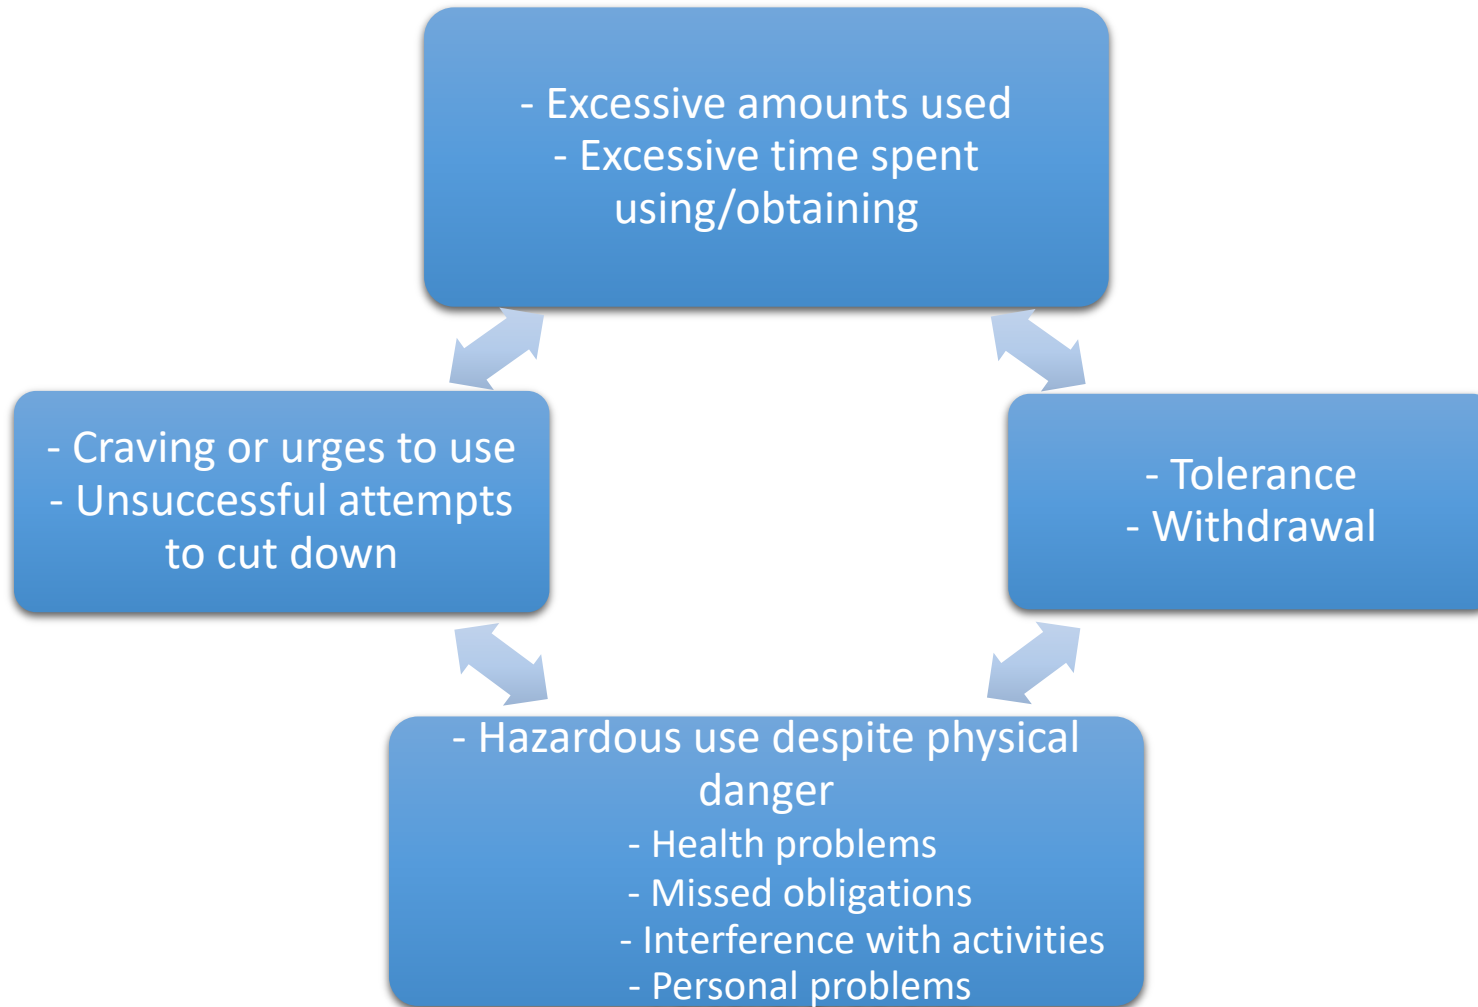 - Excessive amounts used
- Excessive time spent
using/obtaining
- Craving or urges to use
- Unsuccessful attempts
to cut down
- Tolerance
- Withdrawal
- Hazardous use despite physical
danger
- Health problems
- Missed obligations
- Interference with activities
- Personal problems